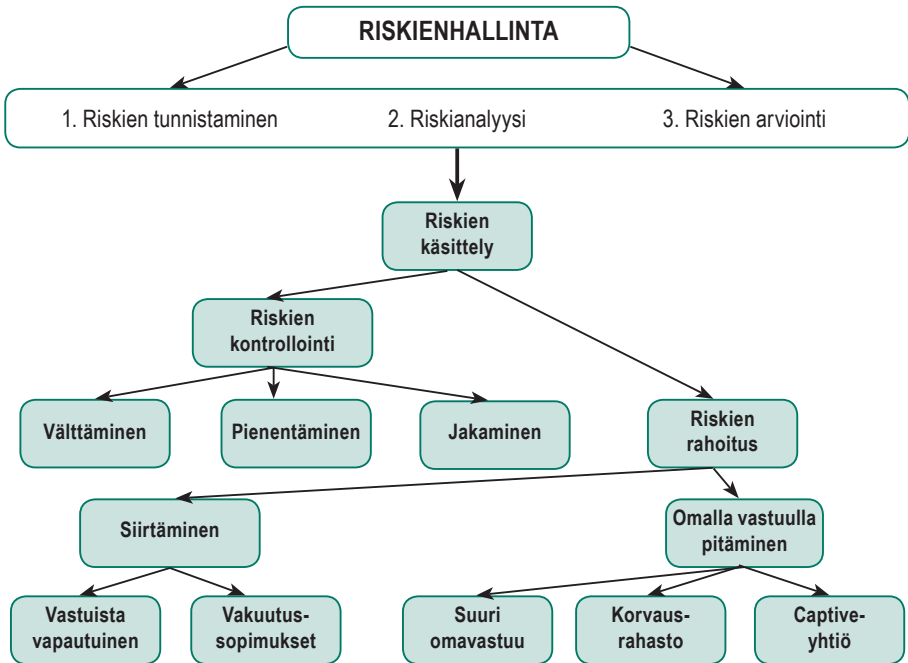 RISKIENHALLINTA
1. Riskien tunnistaminen 2. Riskianalyysi 3. Riskien arviointi
Riskien
käsittely
Riskien
kontrollointi
Välttäminen
Pienentäminen
Jakaminen
Riskien
rahoitus
Siirtäminen
Omalla vastuulla
pitäminen
Vastuista
vapautuinen
Vakuutus-
sopimukset
Suuri
omavastuu
Korvaus-
rahasto
Captive-
yhtiö